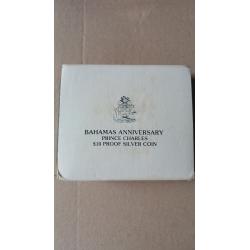 BAHAMAS ANNIVERSARY
PRINCE CHARLES
$10 PROOF SILVER COIN